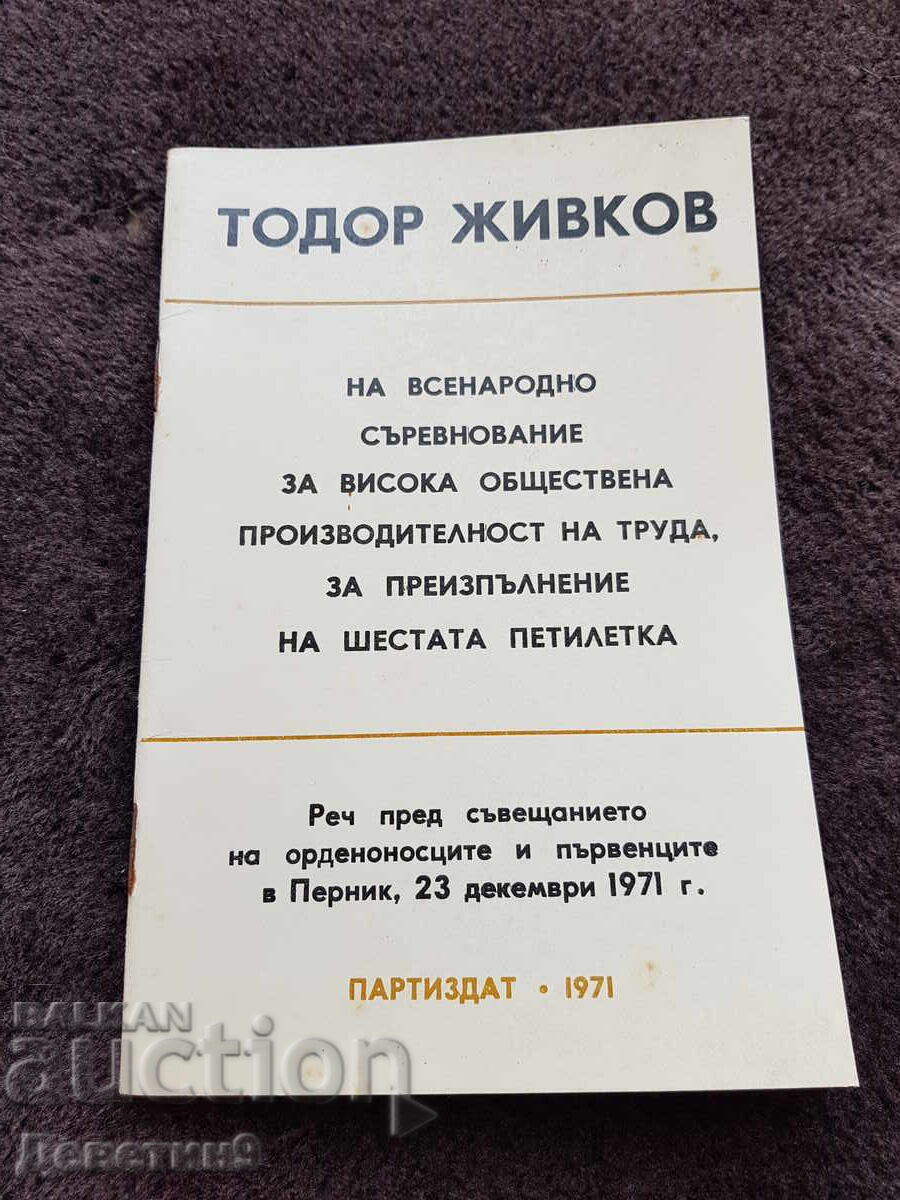 ТОДОР ЖИВКОВ
НА ВСЕНАРОДНО
СЪРЕВНОВАНИЕ
ЗА ВИСОКА ОБЩЕСТВЕНА
ПРОИЗВОДИТЕЛНОСТ НА ТРУДА,
ЗА ПРЕИЗПЪЛНЕНИЕ
НА ШЕСТАТА ПЕТИЛЕТКА
Реч пред съвещанието
на орденоносците и първенците
в Перник, 23 декември 1971 г.
ПАРТИЗДАТ • 1971
BALKAN
auction
Деветин9